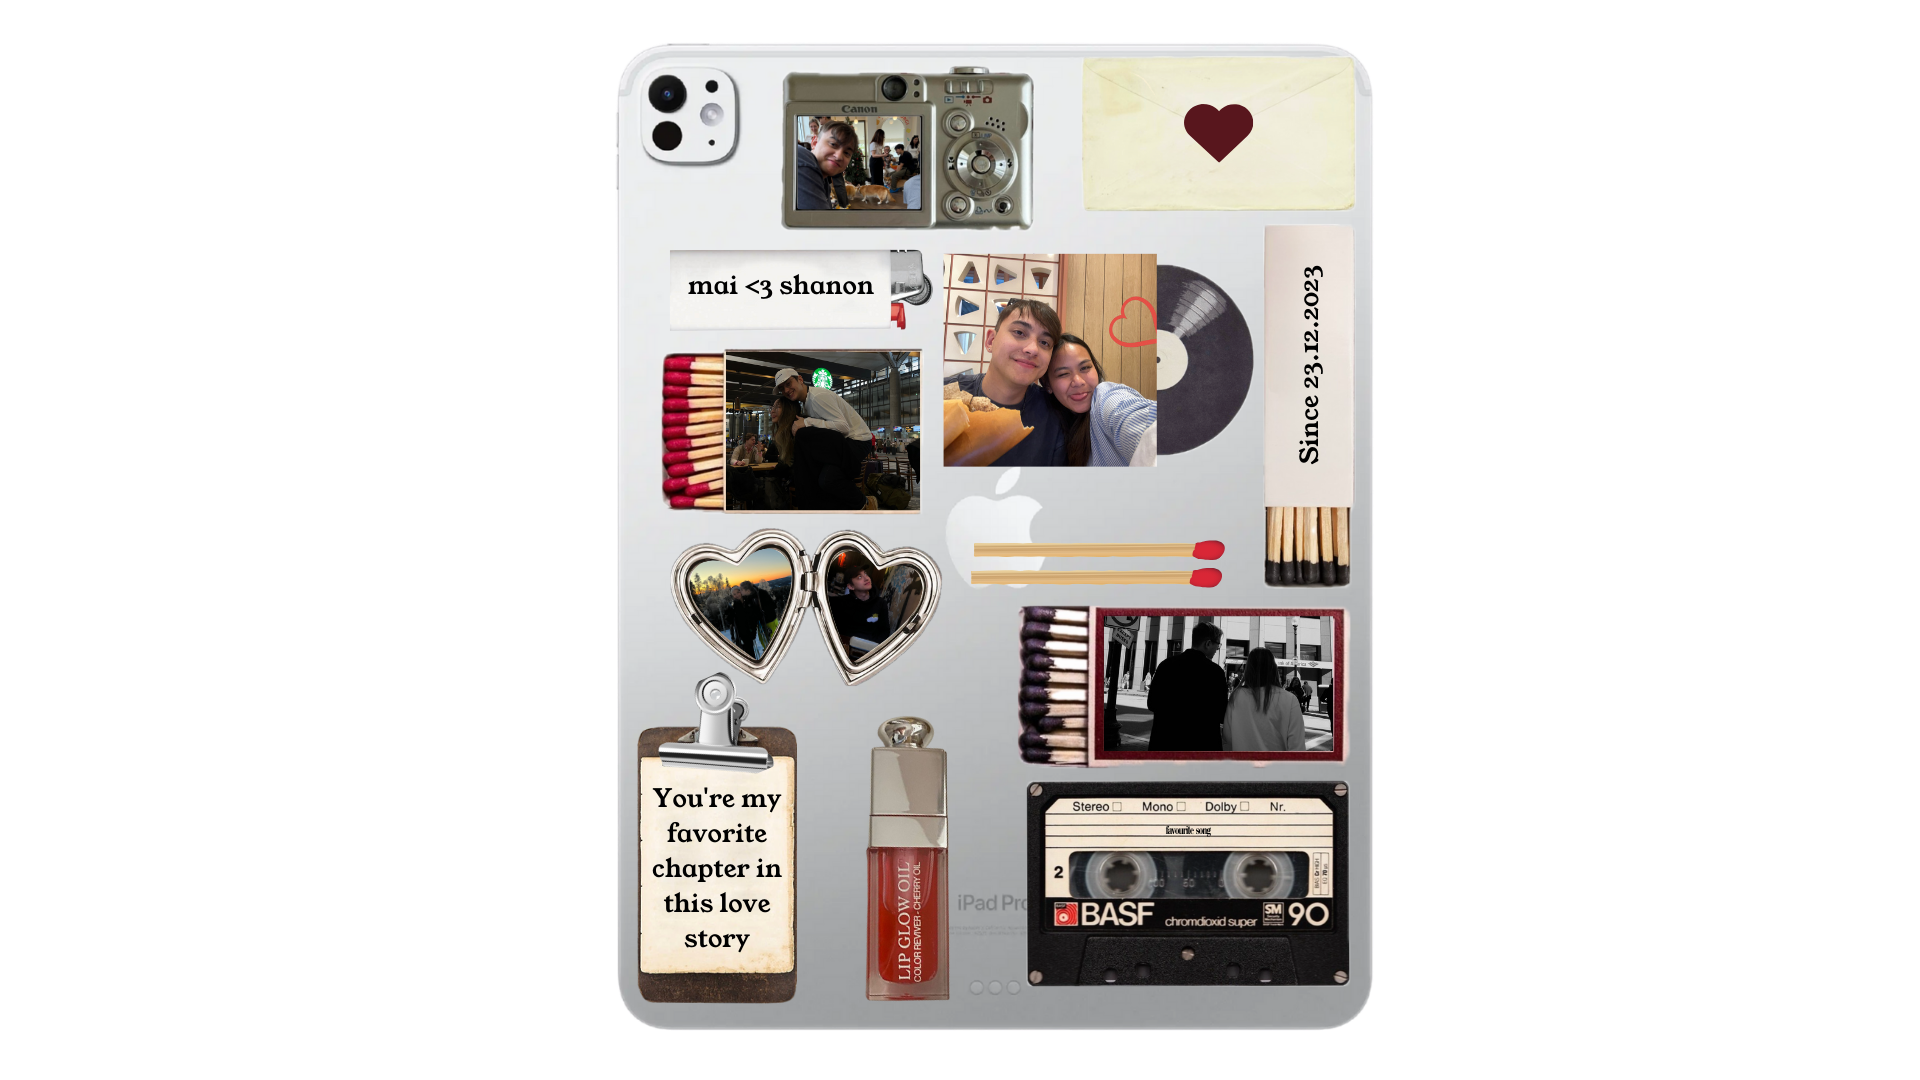 Canon
mai <3 shanon
Since 23.12.2023
You're my
favorite
chapter in
this love
story
LIP GLOW OIL
COLOR REVIVER - CHERRY OIL
iPad Pro
Stereo Mono Dolby Nr.
favourite song
2
BASF chromdioxid super SM 90